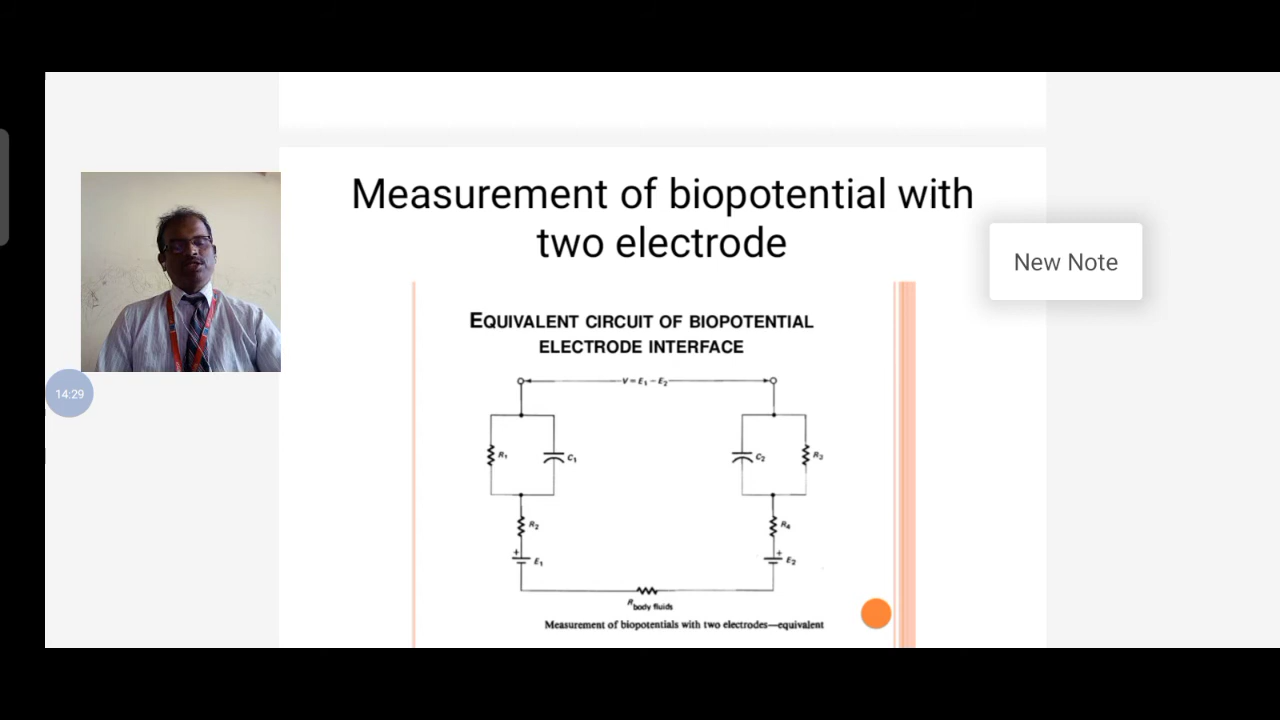 Measurement of biopotential with
two electrode
New Note
EQUIVALENT CIRCUIT OF BIOPOTENTIAL
ELECTRODE INTERFACE
14:29
V = E1 – E2
R1
C1
C2
R3
R2
R4
+
E1
+
E2
R body fluids
Measurement of biopotentials with two electrodes—equivalent